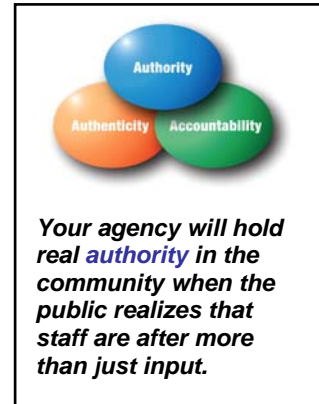 Authority
Authenticity Accountability
Your agency will hold
real authority in the
community when the
public realizes that
staff are after more
than just input.